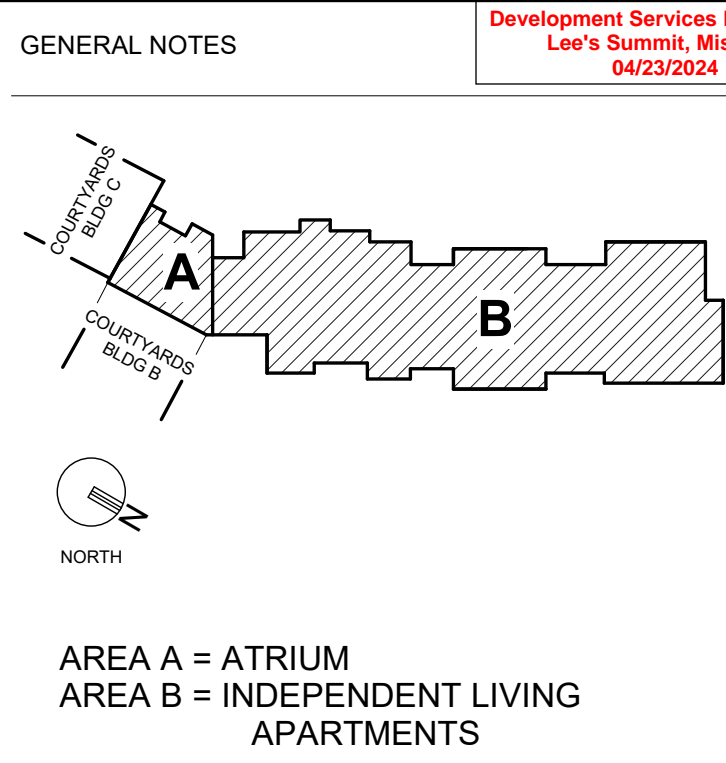 GENERAL NOTES
Development Services
Lee's Summit,
04/23/2024
COURTYARDS
BLDG C
A
B
COURTYARDS
BLDG B
N
NORTH
AREA A = ATRIUM
AREA B = INDEPENDENT LIVING
APARTMENTS